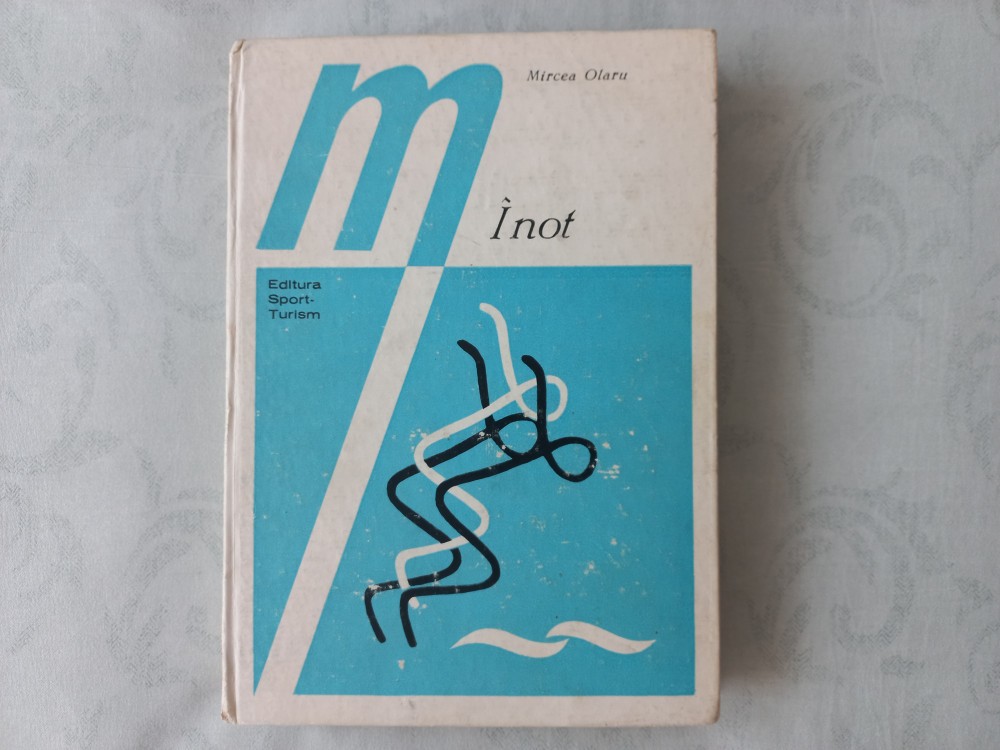 m
Mircea Olaru
Înot
Editura
Sport-
Turism